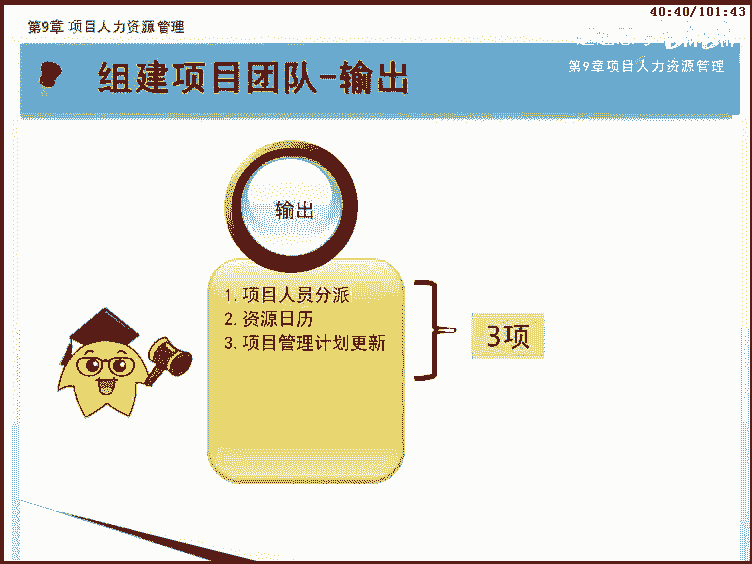 40:40/101:43
第9章 项目人力资源管理
组建项目团队-输出
第9章项目人力资源管理
输出
1.项目人员分派
2.资源日历
3.项目管理计划更新
3项